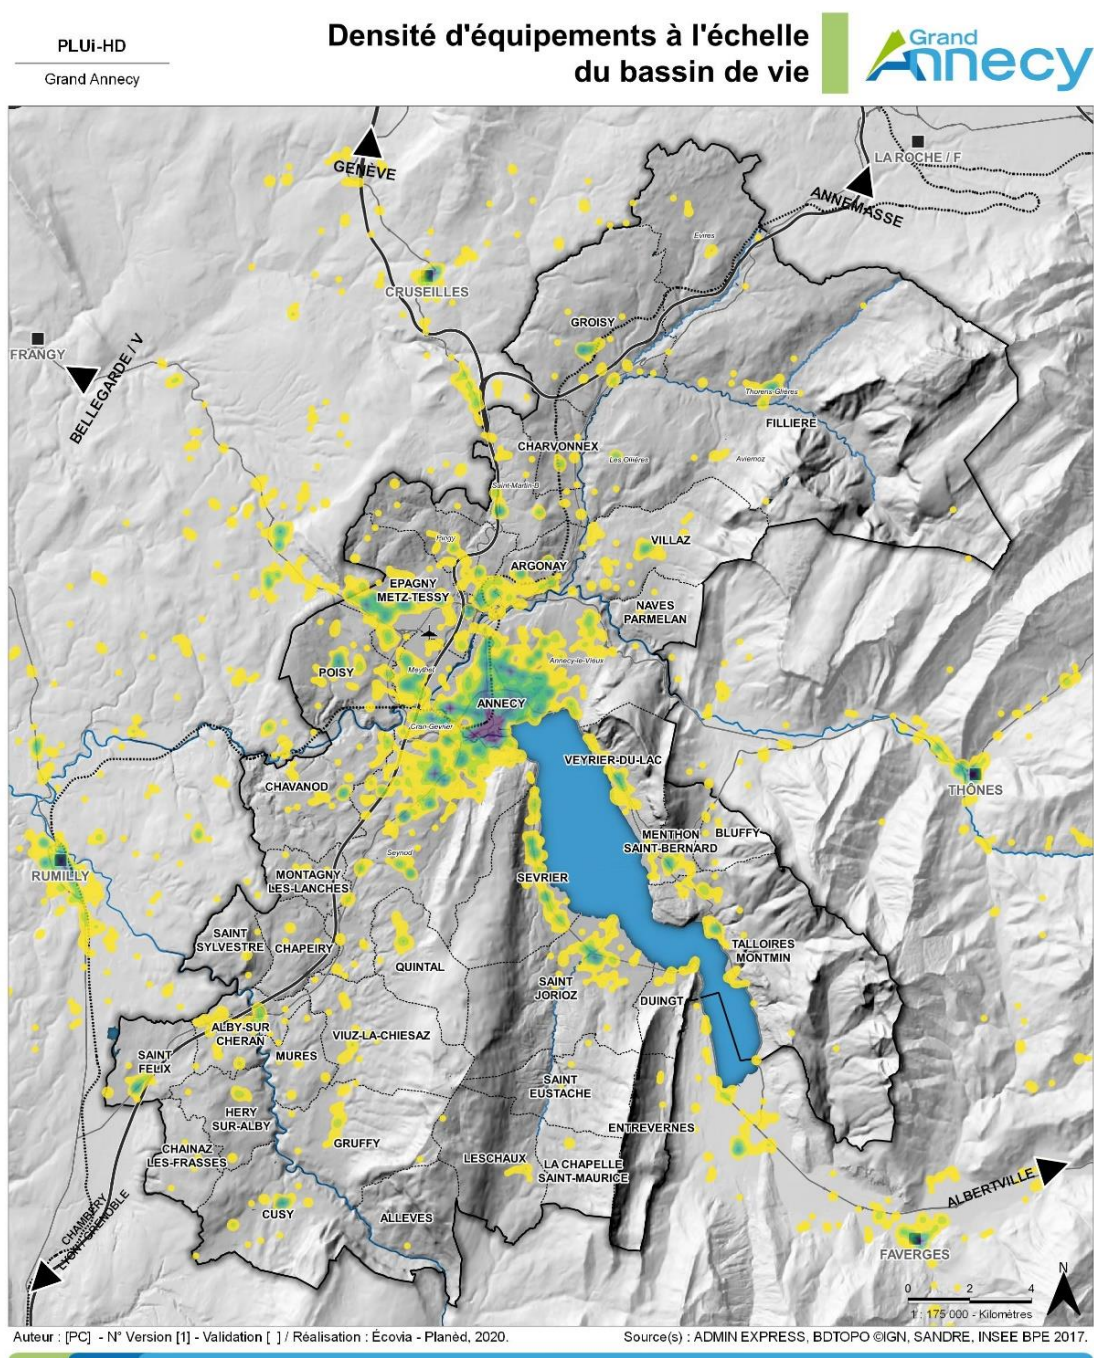 PLUi-HD
Grand Annecy
Densité d'équipements à l'échelle
du bassin de vie
Grand
Annecy
GENÈVE
LA ROCHE / F
ANNEMASSE
Evires
CRUSEILLES
GROISY
FRANGY
BELLEGARDE / V
Thorens-Glières
FILLIERE
CHARVONNEX
Les Ollières
Aviernoz
Saint-Martin-B
Pringy
VILLAZ
ARGONAY
EPAGNY
METZ-TESSY
NAVES
PARMELAN
POISY
Meythet
Annecy-le-Vieux
ANNECY
Cran-Gevrier
VEYRIER-DU-LAC
CHAVANOD
THÔNES
MENTHON
SAINT-BERNARD
BLUFFY
Seynod
RUMILLY
MONTAGNY
LES-LANCHES
SEVRIER
SAINT
SYLVESTRE
CHAPEIRY
QUINTAL
TALLOIRES
MONTMIN
SAINT
JORIOZ
DUINGT
ALBY-SUR
CHERAN
VIUZ-LA-CHIESAZ
MURES
SAINT
FELIX
SAINT
EUSTACHE
HERY
SUR-ALBY
ENTREVERNES
GRUFFY
CHAINAZ
LES-FRASSES
LESCHAUX
LA CHAPELLE
SAINT-MAURICE
ALBERTVILLE
CUSY
ALLEVES
CHAMBERY
LYON / GRENOBLE
FAVERGES
N
0 2 4
1 : 175 000 - Kilomètres
Auteur : [PC] - N° Version [1] - Validation [ ] / Réalisation : Écovia - Planèd, 2020.
Source(s) : ADMIN EXPRESS, BDTOPO ©IGN, SANDRE, INSEE BPE 2017.